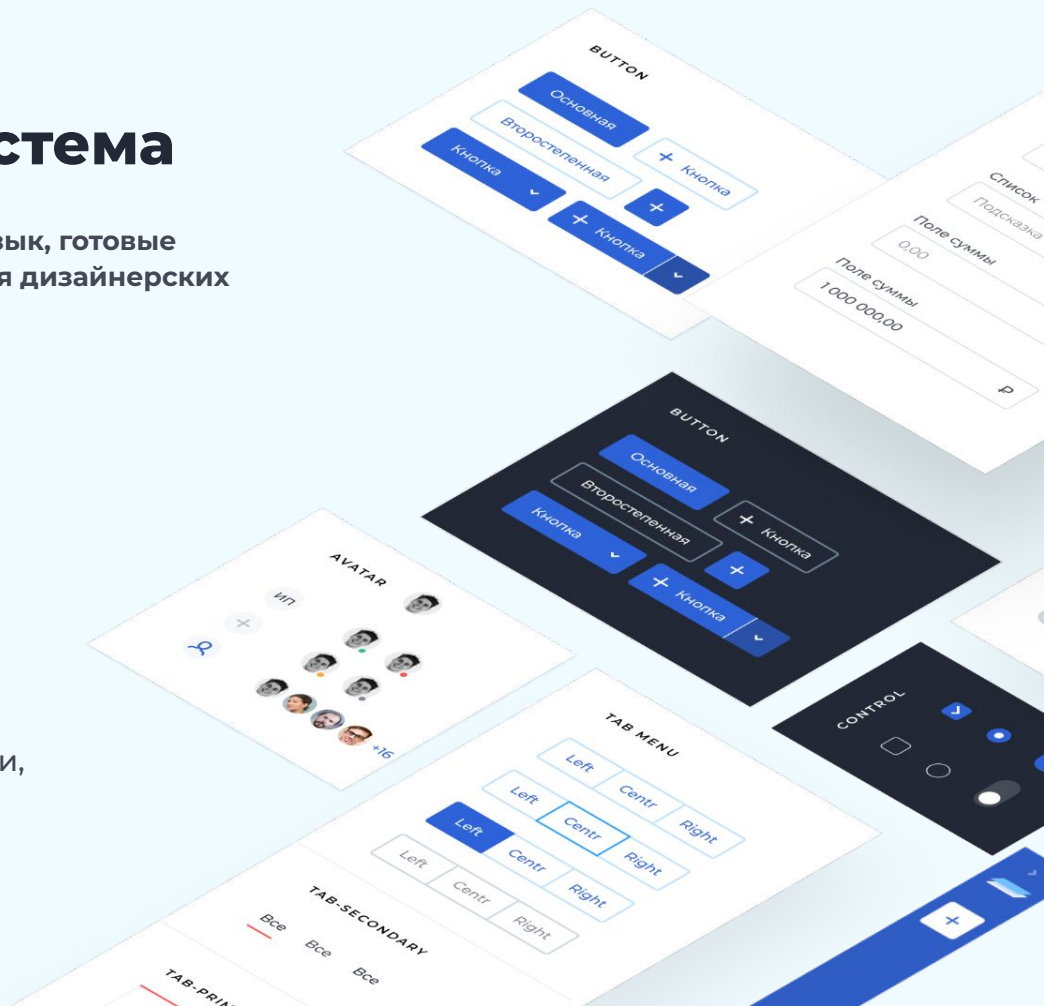 стема
зык, готовые
я дизайнерских
и,
BUTTON
Основная
Второстепенная
+ Кнопка
Кнопка
+
+ Кнопка
Список
Подсказка
Поле суммы
0,00
Поле суммы
1 000 000,00
₽
BUTTON
Основная
Второстепенная
+ Кнопка
Кнопка
+
+ Кнопка
AVATAR
ИП
+
+16
CONTROL
TAB MENU
Left Centr Right
Left Centr Right
Left Centr Right
Left Centr Right
TAB-SECONDARY
Все Все Все
TAB-PRIM
+